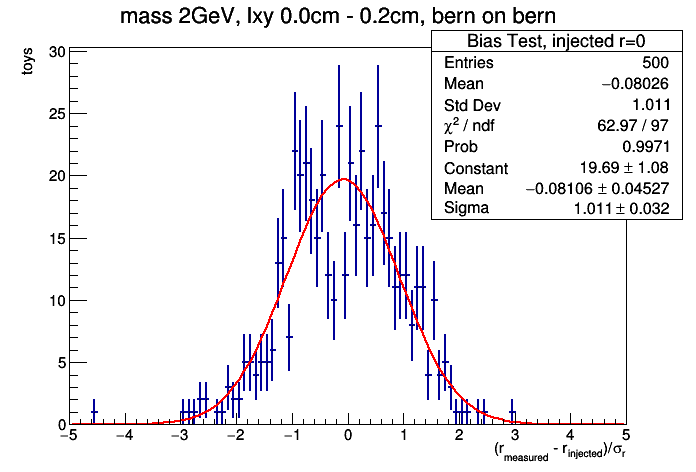 mass 2GeV, lxy 0.0cm - 0.2cm, bern on bern
Bias Test, injected r=0
Entries 500
Mean −0.08026
Std Dev 1.011
χ² / ndf 62.97 / 97
Prob 0.9971
Constant 19.69 ± 1.08
Mean −0.08106 ± 0.04527
Sigma 1.011 ± 0.032
toys
30
25
20
15
10
5
0
−5 −4 −3 −2 −1 0 1 2 3 4 5
(r_measured - r_injected)/σ_r